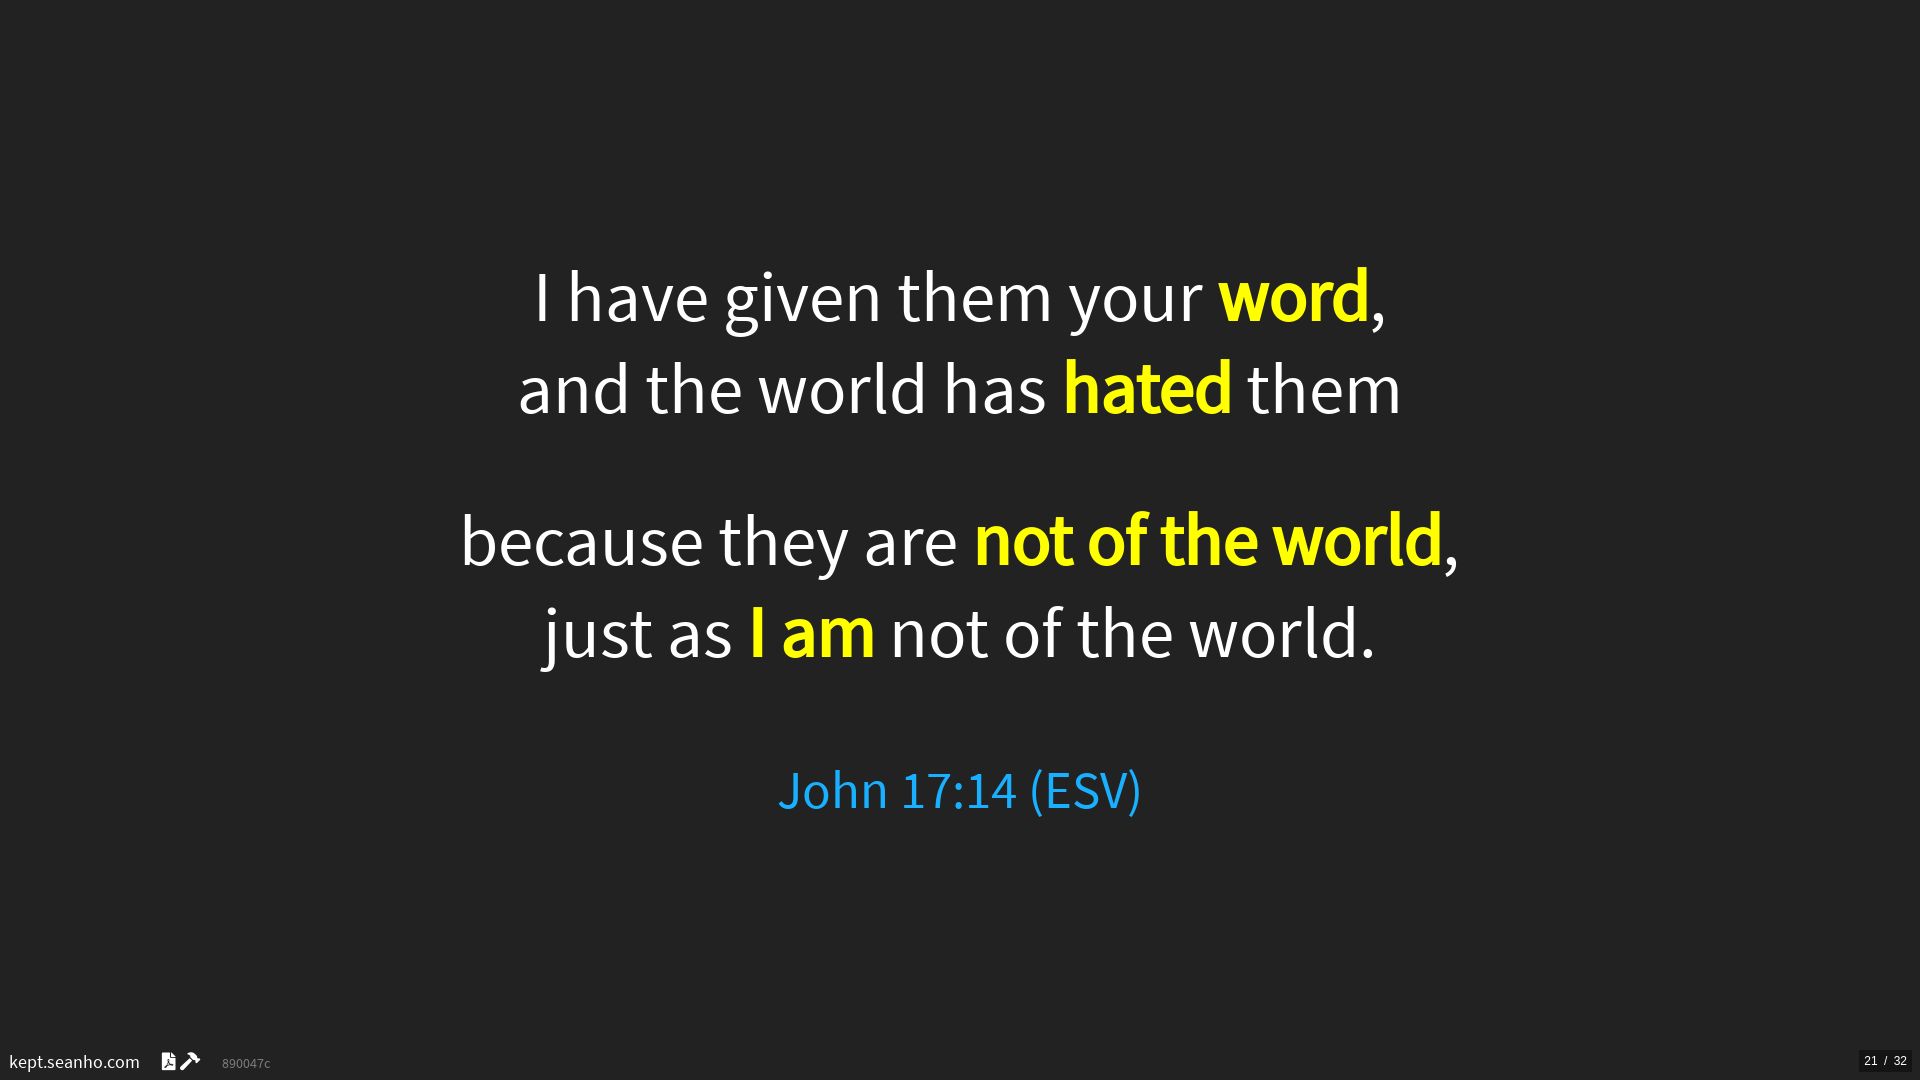 I have given them your word,
and the world has hated them
because they are not of the world,
just as I am not of the world.
John 17:14 (ESV)
kept.seanho.com
890047c
21 / 32